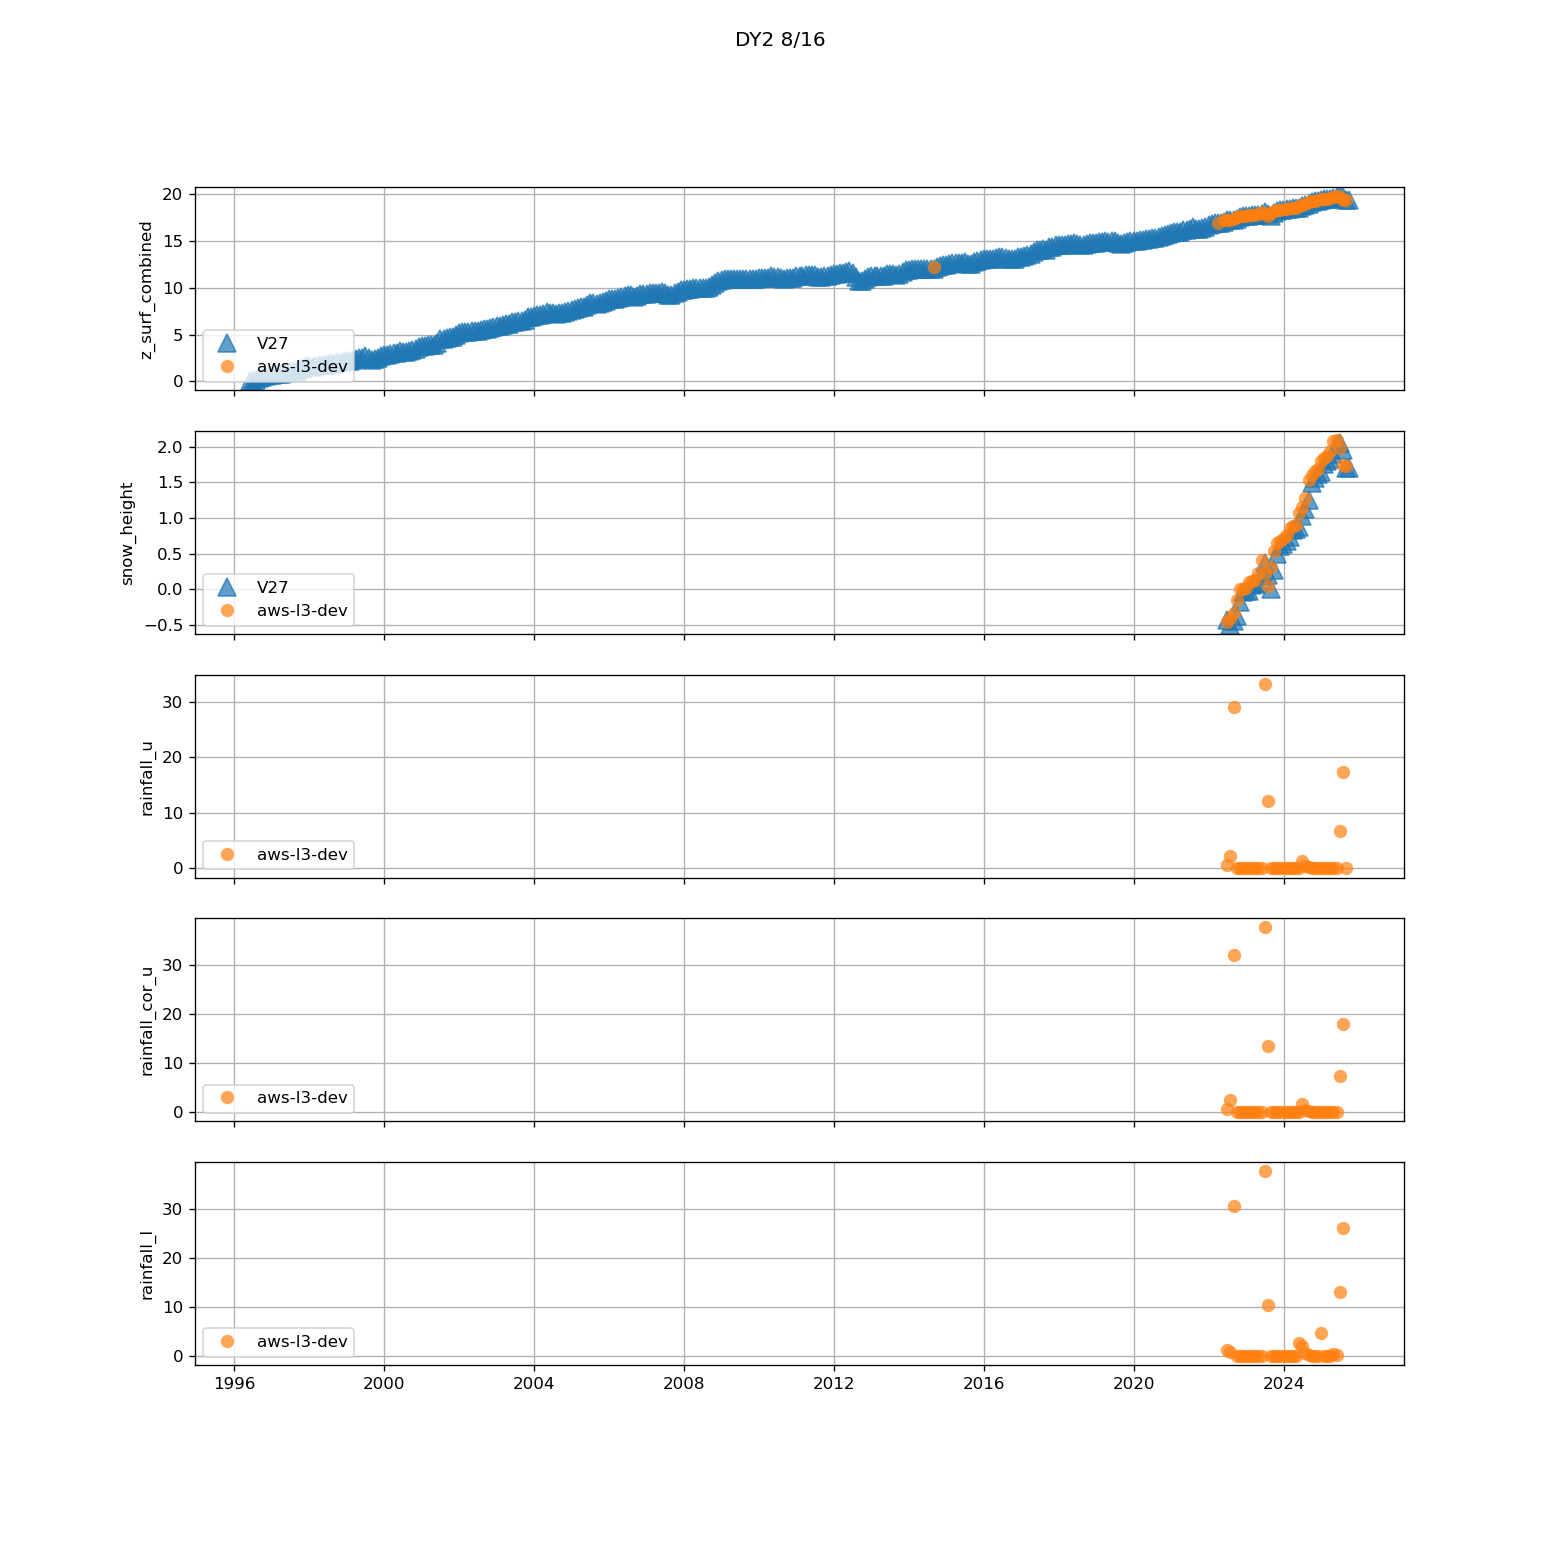 DY2 8/16
z_surf_combined
20
15
10
5
0
V27
aws-l3-dev
snow_height
2.0
1.5
1.0
0.5
0.0
−0.5
V27
aws-l3-dev
rainfall_u
30
20
10
0
aws-l3-dev
rainfall_cor_u
30
20
10
0
aws-l3-dev
rainfall_l
30
20
10
0
aws-l3-dev
1996 2000 2004 2008 2012 2016 2020 2024